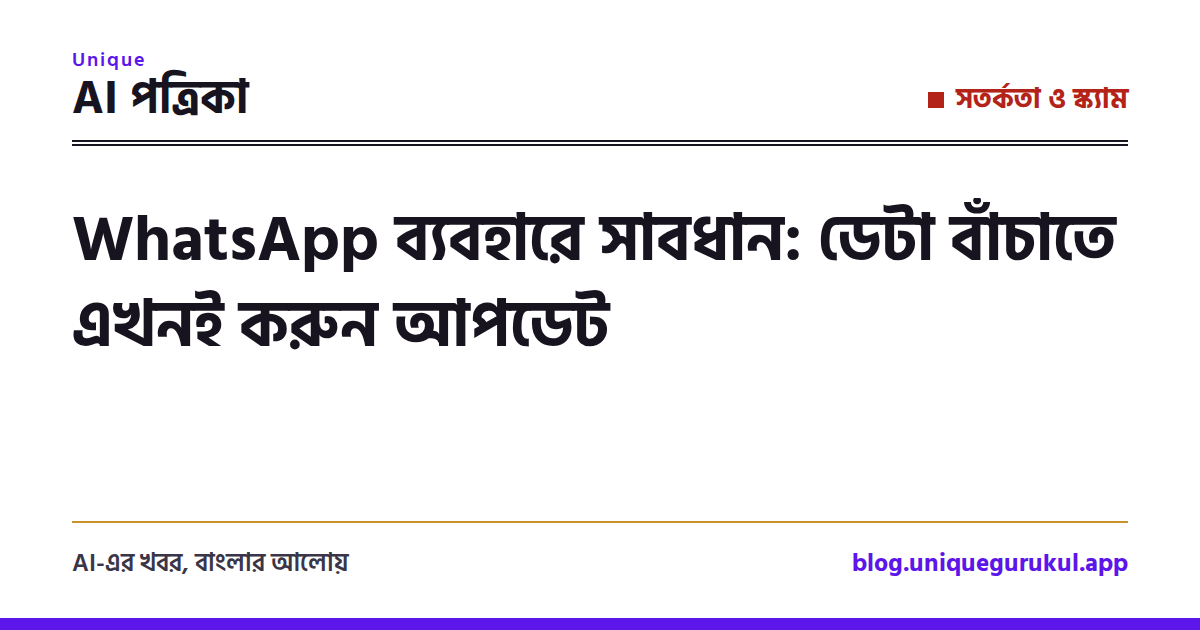 Unique
AI পত্রিকা
সতর্কতা ও স্ক্যাম
WhatsApp ব্যবহারে সাবধান: ডেটা বাঁচাতে
এখনই করুন আপডেট
AI-এর খবর, বাংলার আলোয়
blog.uniquegurukul.app